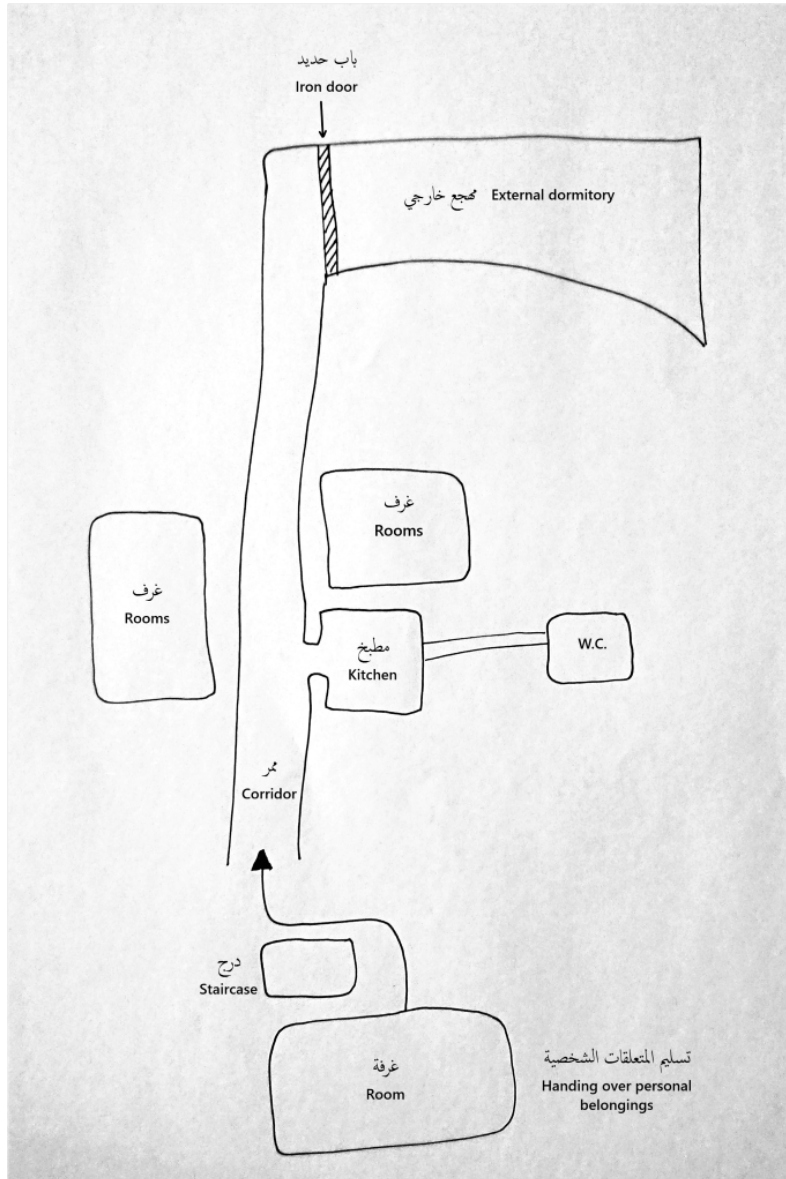 باب حديد
Iron door
مهجع خارجي External dormitory
غرف
Rooms
غرف
Rooms
مطبخ
Kitchen
W.C.
ممر
Corridor
درج
Staircase
غرفة
Room
تسليم المتعلقات الشخصية
Handing over personal
belongings